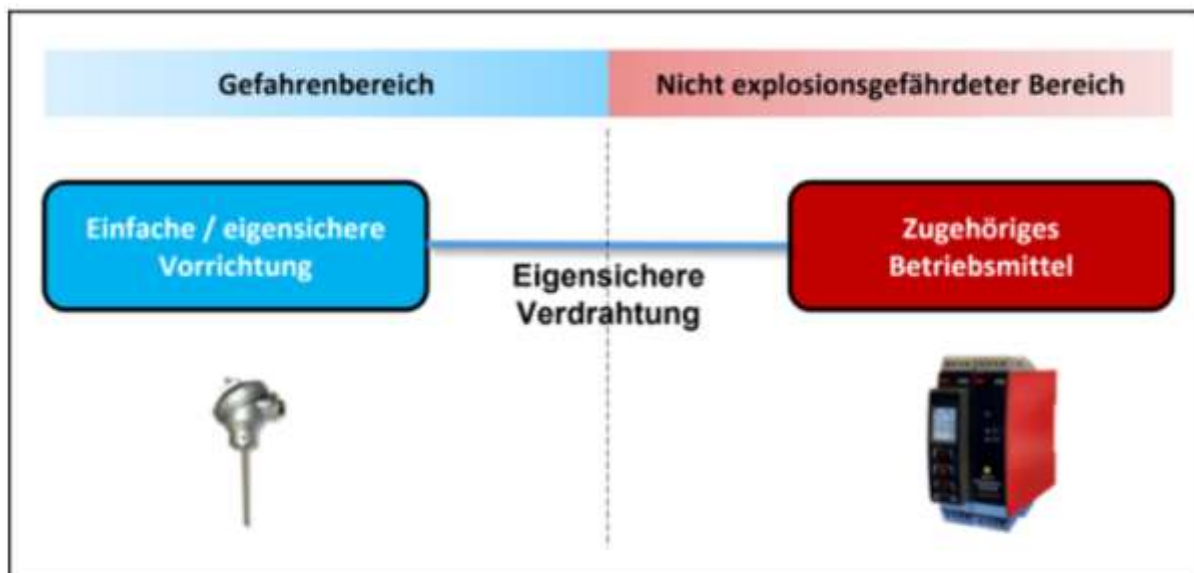 Gefahrenbereich
Nicht explosionsgefährdeter Bereich
Einfache / eigensichere
Vorrichtung
Eigensichere
Verdrahtung
Zugehöriges
Betriebsmittel